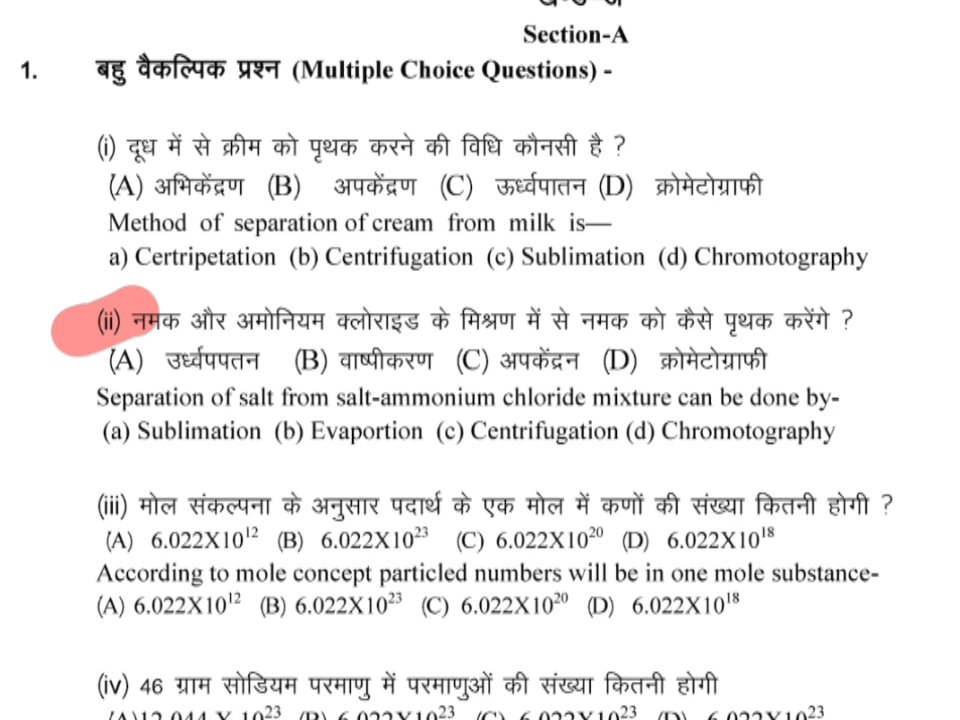 Section-A
1. बहु वैकल्पिक प्रश्न (Multiple Choice Questions) -
(i) दूध में से क्रीम को पृथक करने की विधि कौनसी है ?
(A) अभिकेंद्रण (B) अपकेंद्रण (C) ऊर्ध्वपातन (D) क्रोमेटोग्राफी
Method of separation of cream from milk is—
a) Certripetation (b) Centrifugation (c) Sublimation (d) Chromotography
(ii) नमक और अमोनियम क्लोराइड के मिश्रण में से नमक को कैसे पृथक करेंगे ?
(A) उर्ध्वपपतन (B) वाष्पीकरण (C) अपकेंद्रन (D) क्रोमेटोग्राफी
Separation of salt from salt-ammonium chloride mixture can be done by-
(a) Sublimation (b) Evaportion (c) Centrifugation (d) Chromotography
(iii) मोल संकल्पना के अनुसार पदार्थ के एक मोल में कणों की संख्या कितनी होगी ?
(A) 6.022X10¹² (B) 6.022X10²³ (C) 6.022X10²⁰ (D) 6.022X10¹⁸
According to mole concept particled numbers will be in one mole substance-
(A) 6.022X10¹² (B) 6.022X10²³ (C) 6.022X10²⁰ (D) 6.022X10¹⁸
(iv) 46 ग्राम सोडियम परमाणु में परमाणुओं की संख्या कितनी होगी